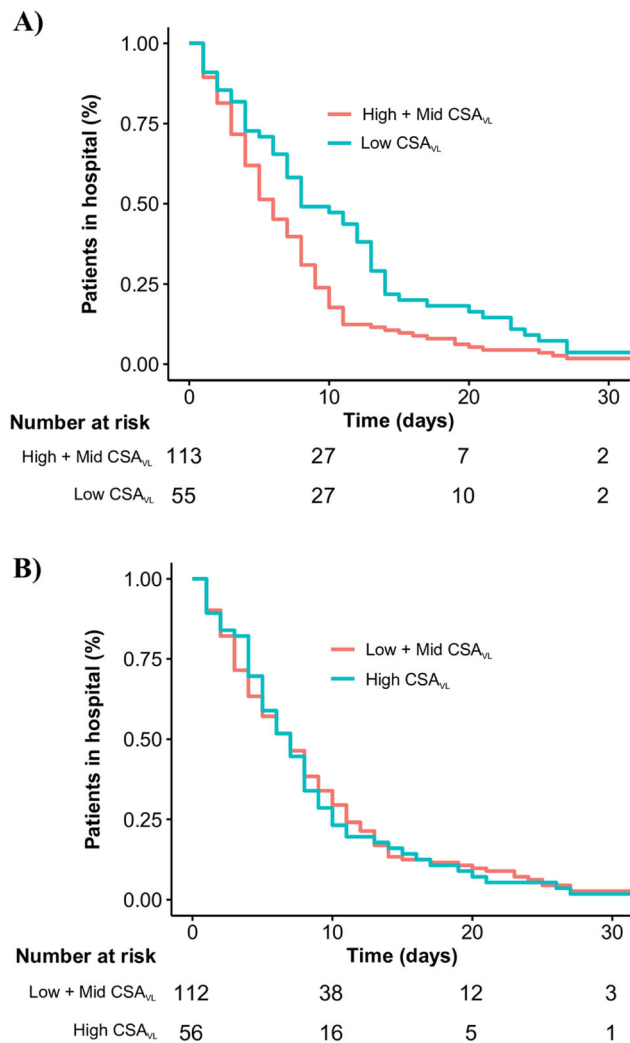 A)
1.00
0.75
0.50
0.25
0.00
Patients in hospital (%)
High + Mid CSAVL
Low CSAVL
0 10 20 30
Time (days)
Number at risk
High + Mid CSAVL 113 27 7 2
Low CSAVL 55 27 10 2
B)
1.00
0.75
0.50
0.25
0.00
Patients in hospital (%)
Low + Mid CSAVL
High CSAVL
0 10 20 30
Time (days)
Number at risk
Low + Mid CSAVL 112 38 12 3
High CSAVL 56 16 5 1